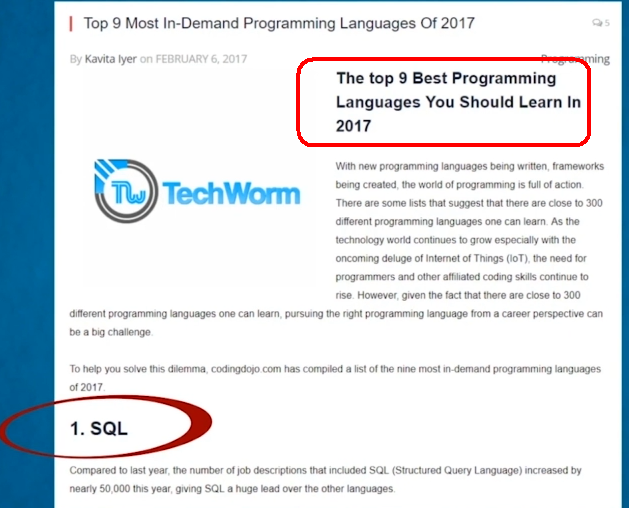 Top 9 Most In-Demand Programming Languages Of 2017
5
By Kavita Iyer on FEBRUARY 6, 2017
Programming
The top 9 Best Programming
Languages You Should Learn In
2017
TW TechWorm
With new programming languages being written, frameworks
being created, the world of programming is full of action.
There are some lists that suggest that there are close to 300
different programming languages one can learn. As the
technology world continues to grow especially with the
oncoming deluge of Internet of Things (IoT), the need for
programmers and other affiliated coding skills continue to
rise. However, given the fact that there are close to 300
different programming languages one can learn, pursuing the right programming language from a career perspective can
be a big challenge.
To help you solve this dilemma, codingdojo.com has compiled a list of the nine most in-demand programming languages
of 2017.
1. SQL
Compared to last year, the number of job descriptions that included SQL (Structured Query Language) increased by
nearly 50,000 this year, giving SQL a huge lead over the other languages.